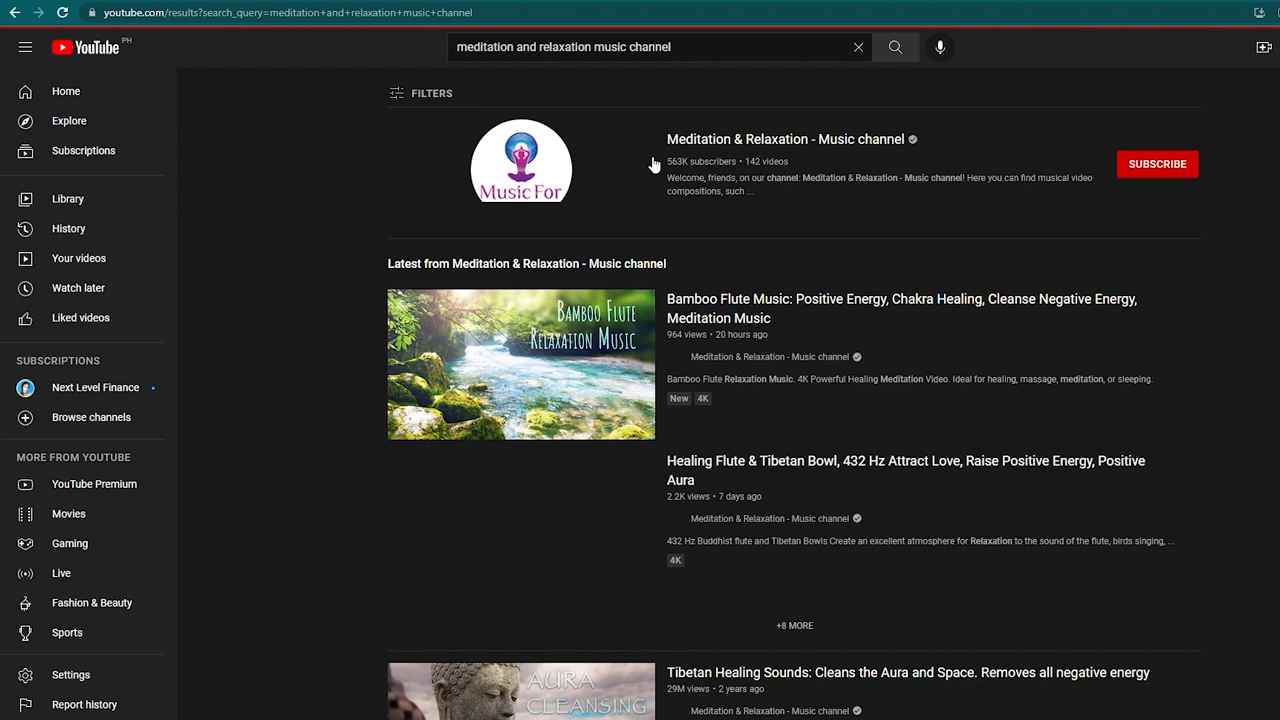 youtube.com/results?search_query=meditation+and+relaxation+music+channel
YouTube PH
meditation and relaxation music channel
Home
Explore
Subscriptions
Library
History
Your videos
Watch later
Liked videos
SUBSCRIPTIONS
Next Level Finance
Browse channels
MORE FROM YOUTUBE
YouTube Premium
Movies
Gaming
Live
Fashion & Beauty
Sports
Settings
Report history
FILTERS
Music For
Meditation & Relaxation - Music channel
563K subscribers • 142 videos
Welcome, friends, on our channel: Meditation & Relaxation - Music channel! Here you can find musical video
compositions, such ...
SUBSCRIBE
Latest from Meditation & Relaxation - Music channel
BAMBOO FLUTE
RELAXATION MUSIC
Bamboo Flute Music: Positive Energy, Chakra Healing, Cleanse Negative Energy,
Meditation Music
964 views • 20 hours ago
Meditation & Relaxation - Music channel
Bamboo Flute Relaxation Music. 4K Powerful Healing Meditation Video. Ideal for healing, massage, meditation, or sleeping.
New 4K
Healing Flute & Tibetan Bowl, 432 Hz Attract Love, Raise Positive Energy, Positive
Aura
2.2K views • 7 days ago
Meditation & Relaxation - Music channel
432 Hz Buddhist flute and Tibetan Bowls Create an excellent atmosphere for Relaxation to the sound of the flute, birds singing, ...
4K
+8 MORE
AURA
CLEANSING
Tibetan Healing Sounds: Cleans the Aura and Space. Removes all negative energy
29M views • 2 years ago
Meditation & Relaxation - Music channel